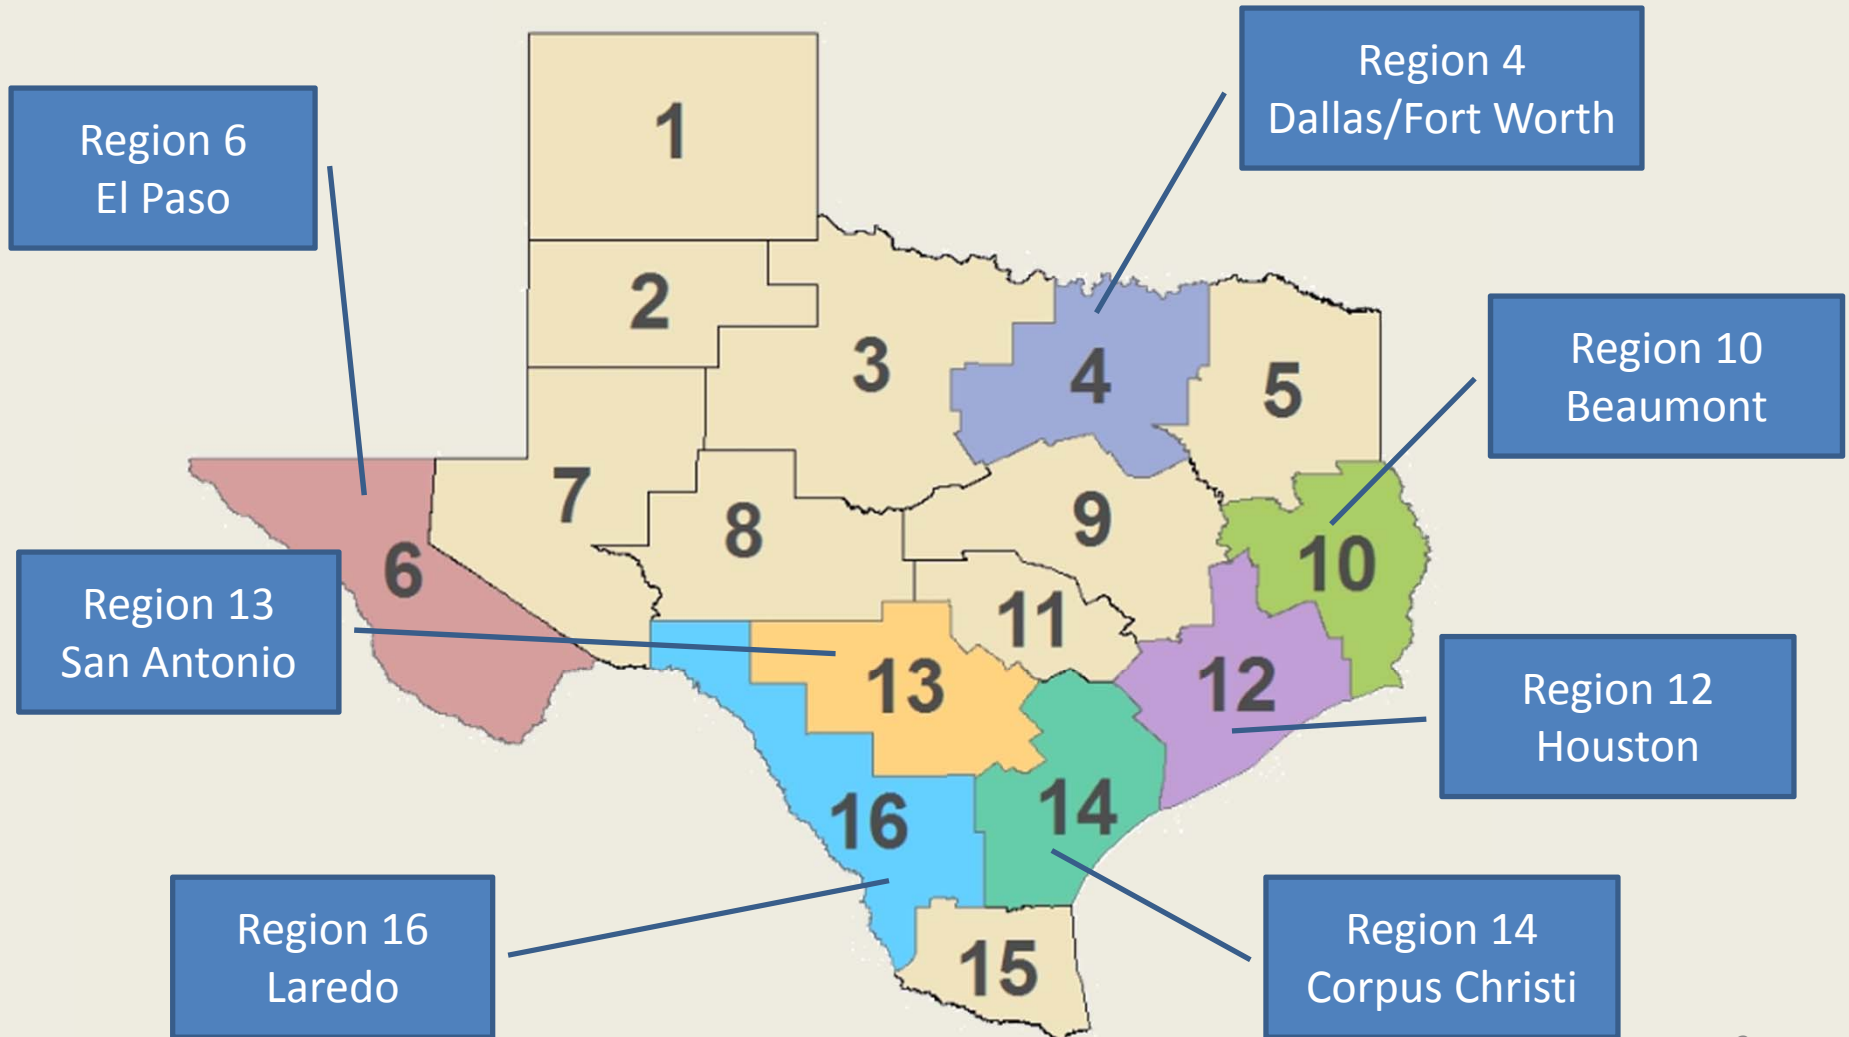 Region 4
Dallas/Fort Worth
Region 6
El Paso
1
2
3
4
5
Region 10
Beaumont
6
7
8
9
10
Region 13
San Antonio
11
12
13
Region 12
Houston
14
16
15
Region 16
Laredo
Region 14
Corpus Christi